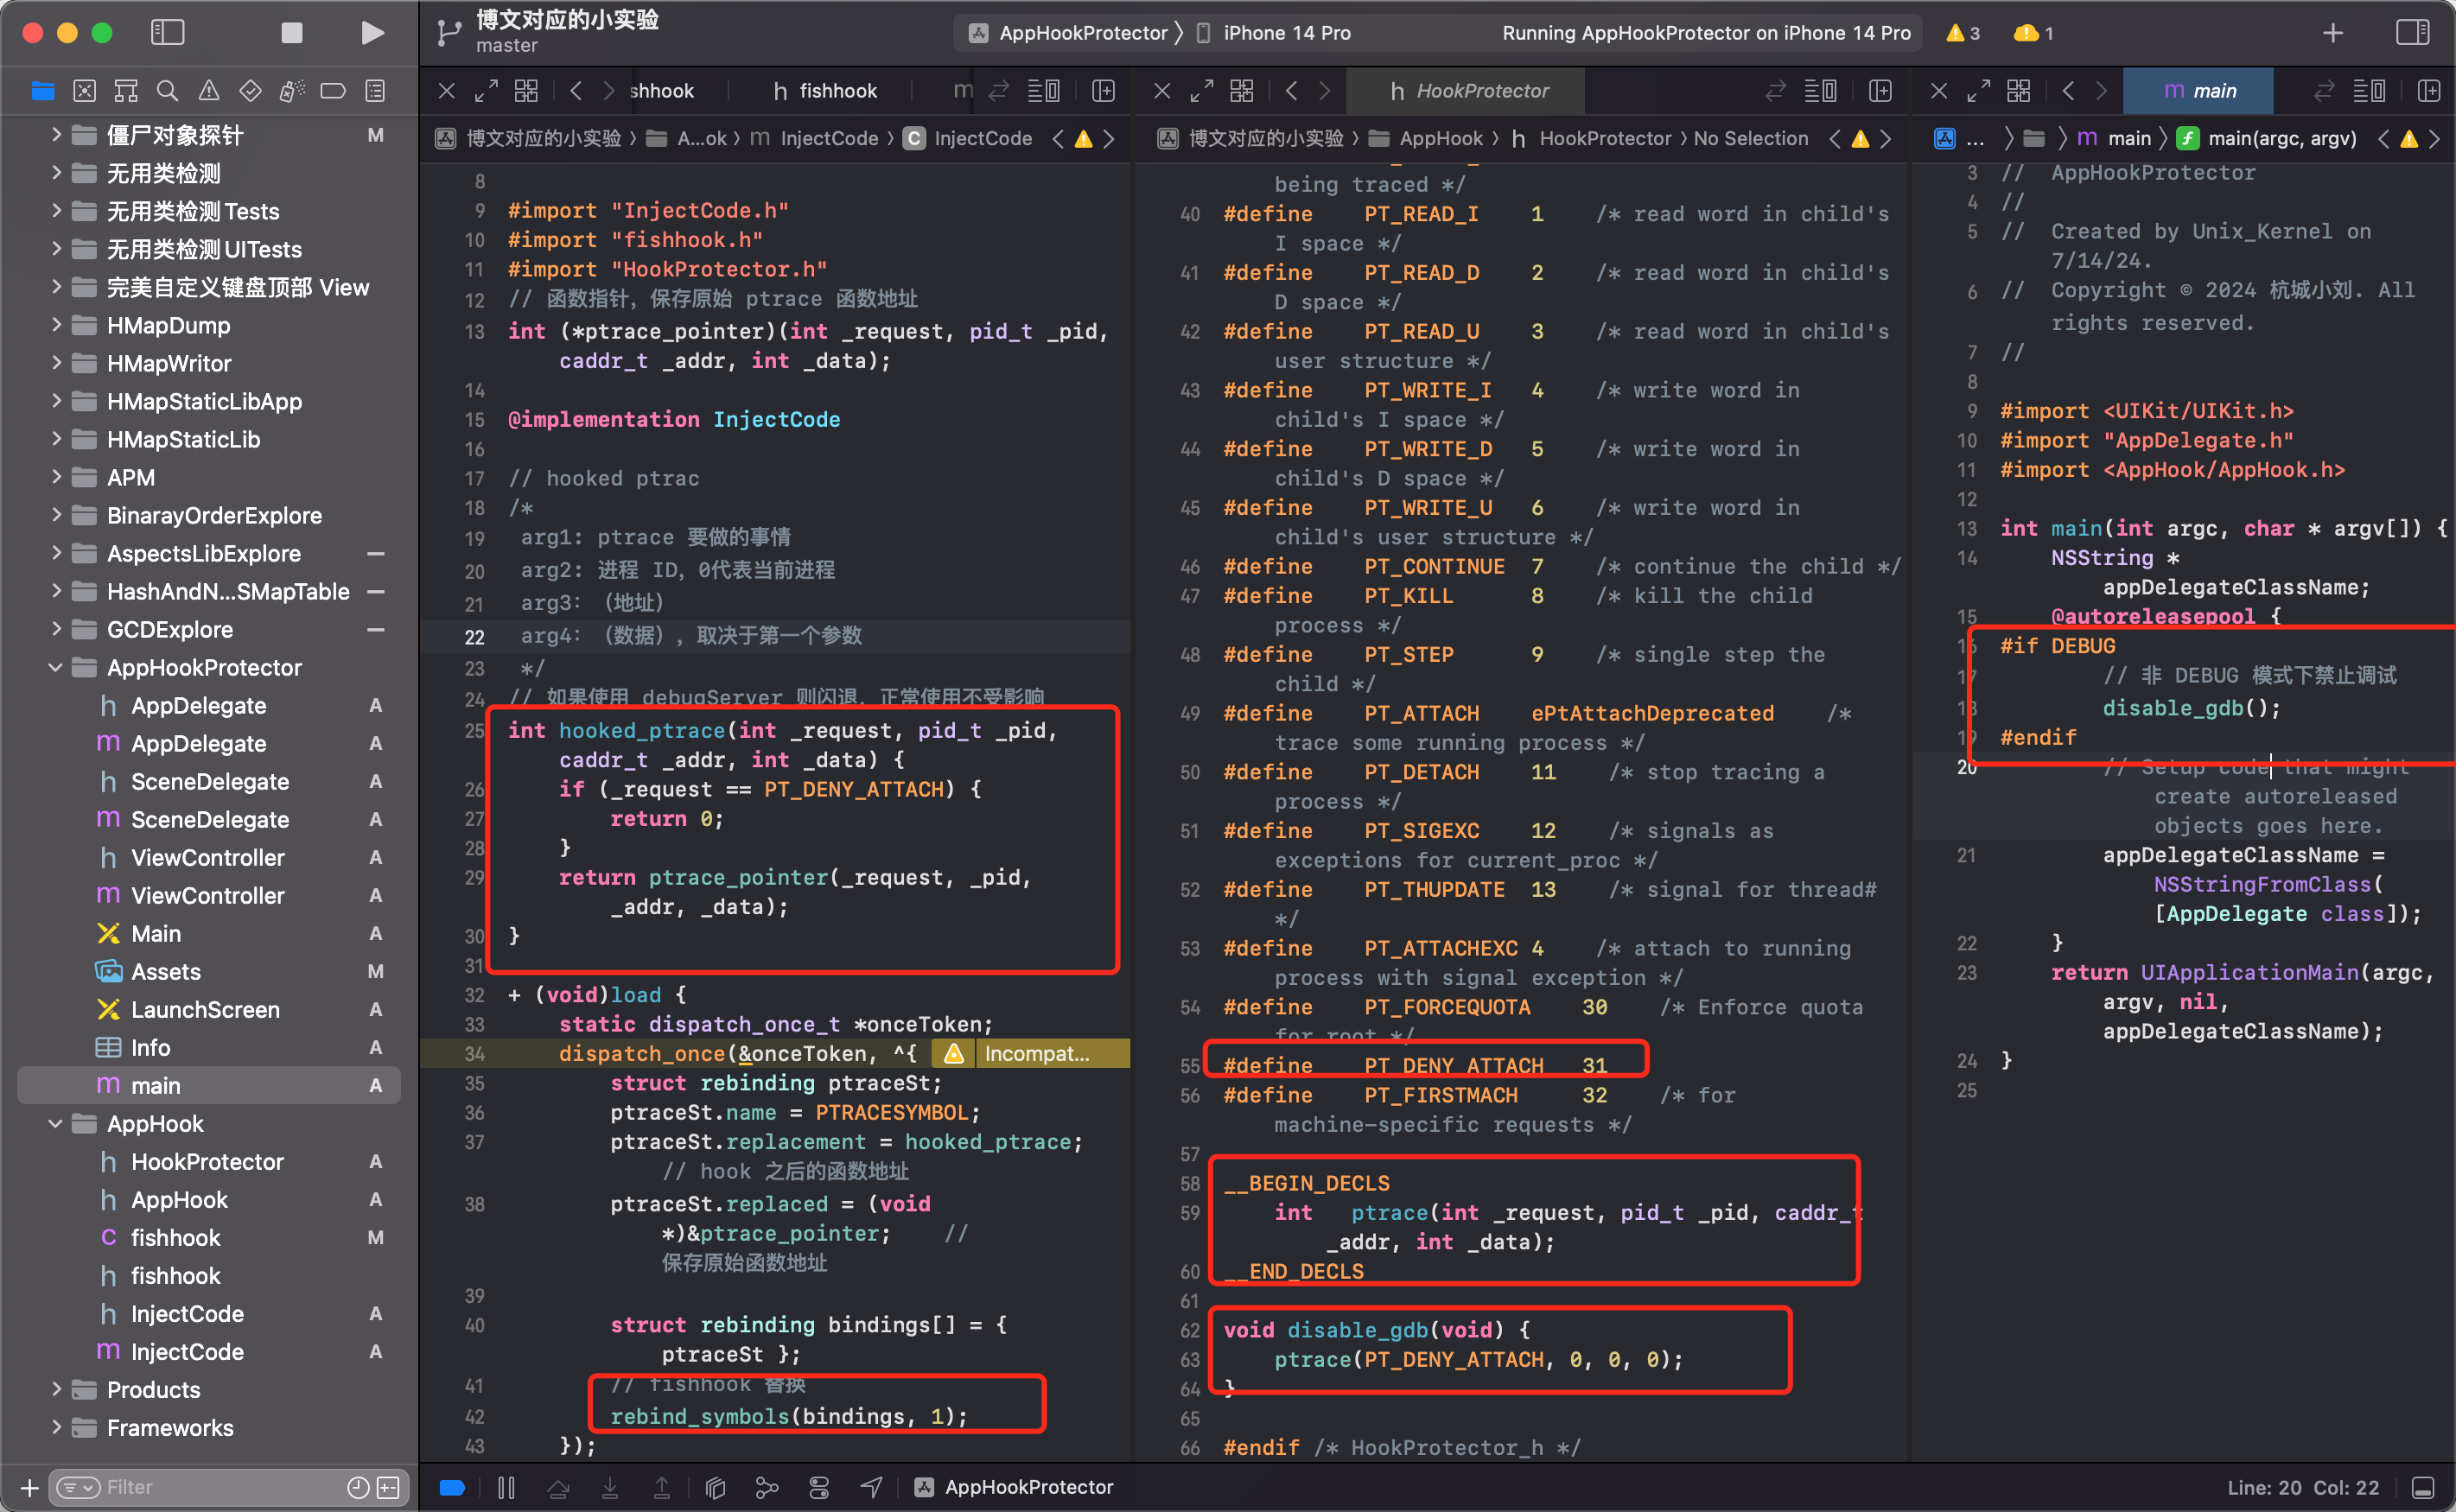 博文对应的小实验
master
AppHookProtector 〉 iPhone 14 Pro
Running AppHookProtector on iPhone 14 Pro
3
1
僵尸对象探针 M
无用类检测
无用类检测Tests
无用类检测UITests
完美自定义键盘顶部 View
HMapDump
HMapWritor
HMapStaticLibApp
HMapStaticLib
APM
BinarayOrderExplore
AspectsLibExplore
HashAndN...SMapTable
GCDExplore
AppHookProtector
AppDelegate A
AppDelegate A
SceneDelegate A
SceneDelegate A
ViewController A
ViewController A
Main A
Assets M
LaunchScreen A
Info A
main A
AppHook
HookProtector A
AppHook A
fishhook M
fishhook
InjectCode A
InjectCode A
Products
Frameworks
Filter
shhook
h fishhook
m
博文对应的小实验 〉 A...ok 〉 m InjectCode 〉 C InjectCode
8
9 #import "InjectCode.h"
10 #import "fishhook.h"
11 #import "HookProtector.h"
12 // 函数指针，保存原始 ptrace 函数地址
13 int (*ptrace_pointer)(int _request, pid_t _pid,
caddr_t _addr, int _data);
14
15 @implementation InjectCode
16
17 // hooked ptrac
18 /*
19 arg1: ptrace 要做的事情
20 arg2: 进程 ID，0代表当前进程
21 arg3: （地址）
22 arg4: （数据），取决于第一个参数
23 */
24 // 如果使用 debugServer 则闪退，正常使用不受影响
25 int hooked_ptrace(int _request, pid_t _pid,
caddr_t _addr, int _data) {
26 if (_request == PT_DENY_ATTACH) {
27 return 0;
28 }
29 return ptrace_pointer(_request, _pid,
_addr, _data);
30 }
31
32 + (void)load {
33 static dispatch_once_t *onceToken;
34 dispatch_once(&onceToken, ^{ Incompat...
35 struct rebinding ptraceSt;
36 ptraceSt.name = PTRACESYMBOL;
37 ptraceSt.replacement = hooked_ptrace;
// hook 之后的函数地址
38 ptraceSt.replaced = (void
*)&ptrace_pointer; //
保存原始函数地址
39
40 struct rebinding bindings[] = {
ptraceSt };
41 // fishhook 替换
42 rebind_symbols(bindings, 1);
43 });
h HookProtector
博文对应的小实验 〉 AppHook 〉 h HookProtector 〉 No Selection
being traced */
40 #define PT_READ_I 1 /* read word in child's
I space */
41 #define PT_READ_D 2 /* read word in child's
D space */
42 #define PT_READ_U 3 /* read word in child's
user structure */
43 #define PT_WRITE_I 4 /* write word in
child's I space */
44 #define PT_WRITE_D 5 /* write word in
child's D space */
45 #define PT_WRITE_U 6 /* write word in
child's user structure */
46 #define PT_CONTINUE 7 /* continue the child */
47 #define PT_KILL 8 /* kill the child
process */
48 #define PT_STEP 9 /* single step the
child */
49 #define PT_ATTACH ePtAttachDeprecated /*
trace some running process */
50 #define PT_DETACH 11 /* stop tracing a
process */
51 #define PT_SIGEXC 12 /* signals as
exceptions for current_proc */
52 #define PT_THUPDATE 13 /* signal for thread#
*/
53 #define PT_ATTACHEXC 4 /* attach to running
process with signal exception */
54 #define PT_FORCEQUOTA 30 /* Enforce quota
for root */
55 #define PT_DENY_ATTACH 31
56 #define PT_FIRSTMACH 32 /* for
machine-specific requests */
57
58 __BEGIN_DECLS
59 int ptrace(int _request, pid_t _pid, caddr_t
_addr, int _data);
60 __END_DECLS
61
62 void disable_gdb(void) {
63 ptrace(PT_DENY_ATTACH, 0, 0, 0);
64 }
65
66 #endif /* HookProtector_h */
m main
... 〉 m main 〉 f main(argc, argv)
3 // AppHookProtector
4 //
5 // Created by Unix_Kernel on
7/14/24.
6 // Copyright © 2024 杭城小刘. All
rights reserved.
7 //
8
9 #import <UIKit/UIKit.h>
10 #import "AppDelegate.h"
11 #import <AppHook/AppHook.h>
12
13 int main(int argc, char * argv[]) {
14 NSString *
appDelegateClassName;
15 @autoreleasepool {
16 #if DEBUG
17 // 非 DEBUG 模式下禁止调试
18 disable_gdb();
19 #endif
20 // Setup code that might
create autoreleased
objects goes here.
21 appDelegateClassName =
NSStringFromClass(
[AppDelegate class]);
22 }
23 return UIApplicationMain(argc,
argv, nil,
appDelegateClassName);
24 }
25
AppHookProtector
Line: 20 Col: 22